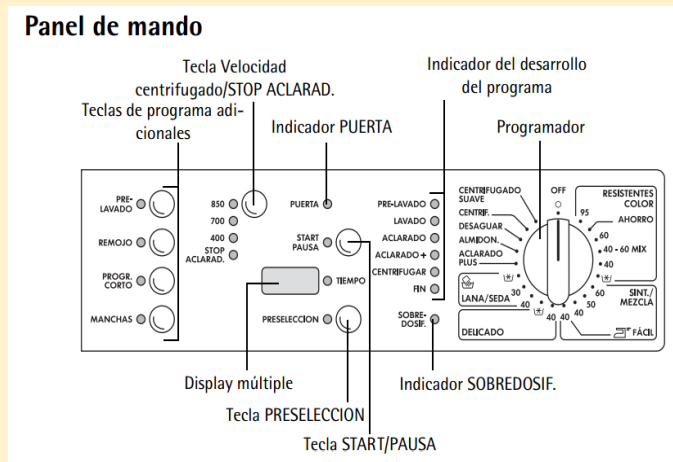 Panel de mando
Tecla Velocidad
centrifugado/STOP ACLARAD.
Teclas de programa adi-
cionales
Indicador PUERTA
Indicador del desarrollo
del programa
Programador
PRE-
LAVADO
REMOJO
PROGR.
CORTO
MANCHAS
850
700
400
STOP
ACLARAD.
PUERTA
START
PAUSA
TIEMPO
PRESELECCION
PRE-LAVADO
LAVADO
ACLARADO
ACLARADO +
CENTRIFUGAR
FIN
SOBRE-
DOSIF.
CENTRIFUGADO
SUAVE
CENTRIF.
DESAGUAR
ALMIDON.
ACLARADO
PLUS
OFF
RESISTENTES
COLOR
95
AHORRO
60
40 - 60 MIX
40
SINT./
MEZCLA
60
50
40
FÁCIL
40
40
DELICADO
40
30
LANA/SEDA
Display múltiple
Indicador SOBREDOSIF.
Tecla PRESELECCION
Tecla START/PAUSA